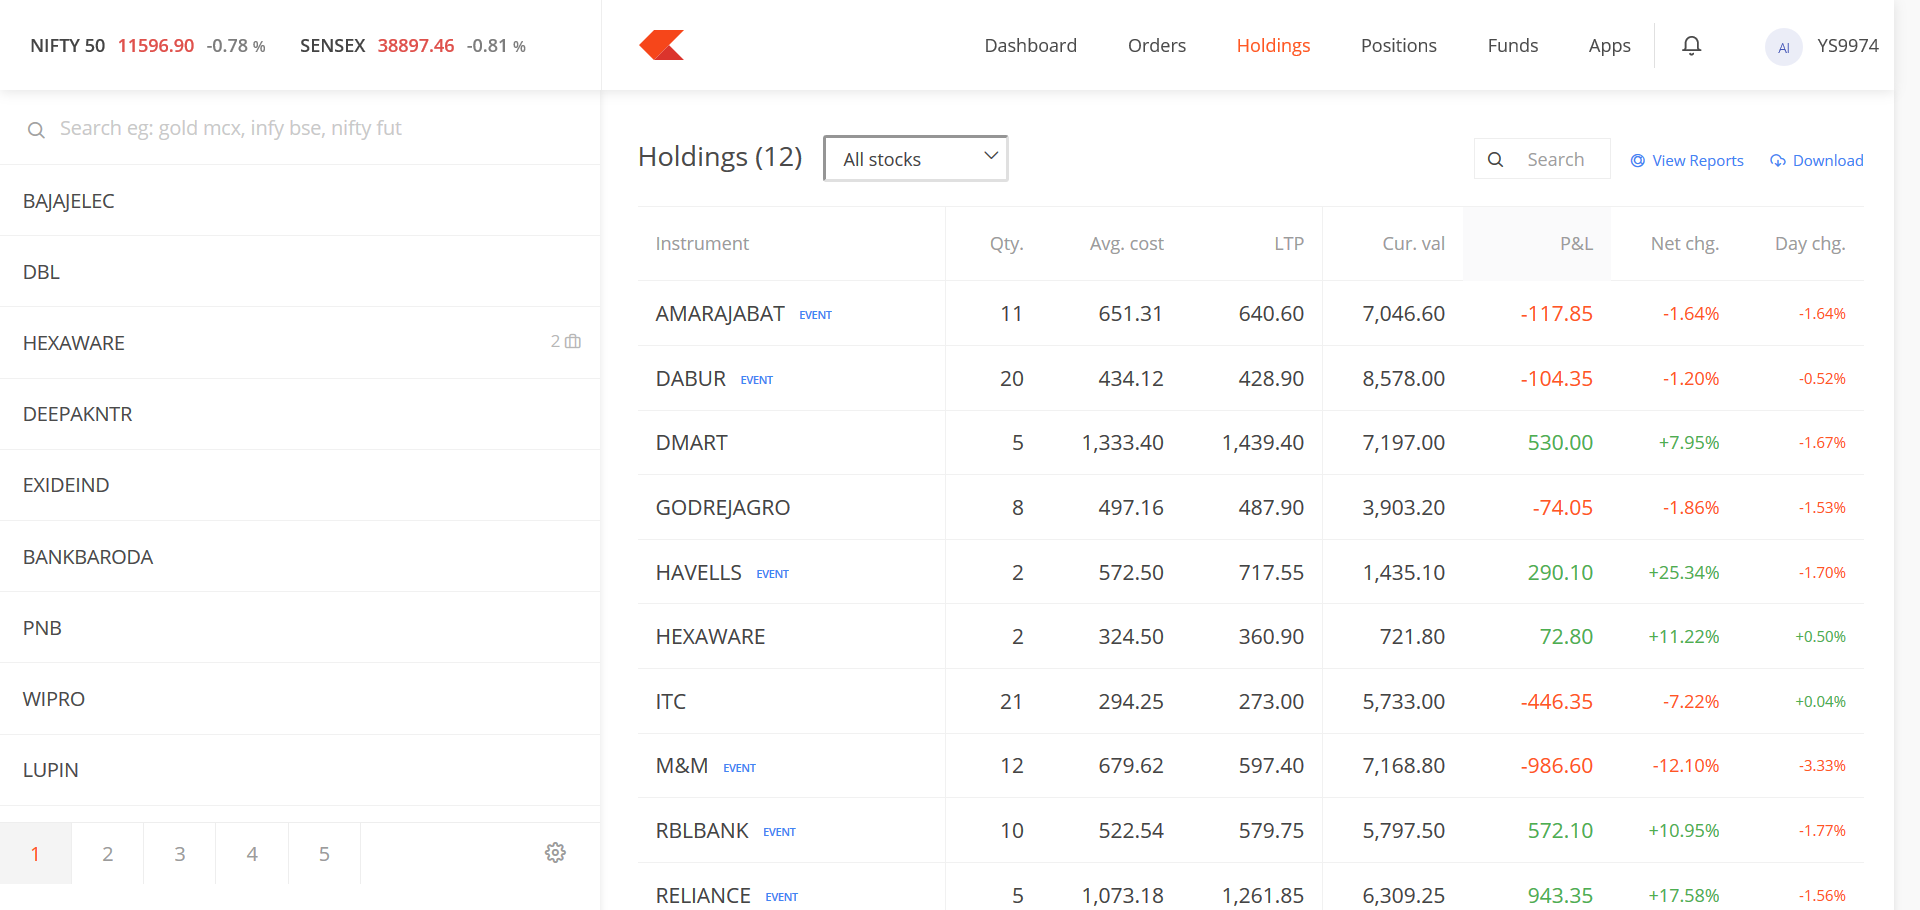 NIFTY 50 11596.90 -0.78 % SENSEX 38897.46 -0.81 %
Dashboard Orders Holdings Positions Funds Apps AI YS9974
Search eg: gold mcx, infy bse, nifty fut
BAJAJELEC
DBL
HEXAWARE 2
DEEPAKNTR
EXIDEIND
BANKBARODA
PNB
WIPRO
LUPIN
1 2 3 4 5
Holdings (12) All stocks Search View Reports Download
Instrument Qty. Avg. cost LTP Cur. val P&L Net chg. Day chg.
AMARAJABAT EVENT 11 651.31 640.60 7,046.60 -117.85 -1.64% -1.64%
DABUR EVENT 20 434.12 428.90 8,578.00 -104.35 -1.20% -0.52%
DMART 5 1,333.40 1,439.40 7,197.00 530.00 +7.95% -1.67%
GODREJAGRO 8 497.16 487.90 3,903.20 -74.05 -1.86% -1.53%
HAVELLS EVENT 2 572.50 717.55 1,435.10 290.10 +25.34% -1.70%
HEXAWARE 2 324.50 360.90 721.80 72.80 +11.22% +0.50%
ITC 21 294.25 273.00 5,733.00 -446.35 -7.22% +0.04%
M&M EVENT 12 679.62 597.40 7,168.80 -986.60 -12.10% -3.33%
RBLBANK EVENT 10 522.54 579.75 5,797.50 572.10 +10.95% -1.77%
RELIANCE EVENT 5 1,073.18 1,261.85 6,309.25 943.35 +17.58% -1.56%